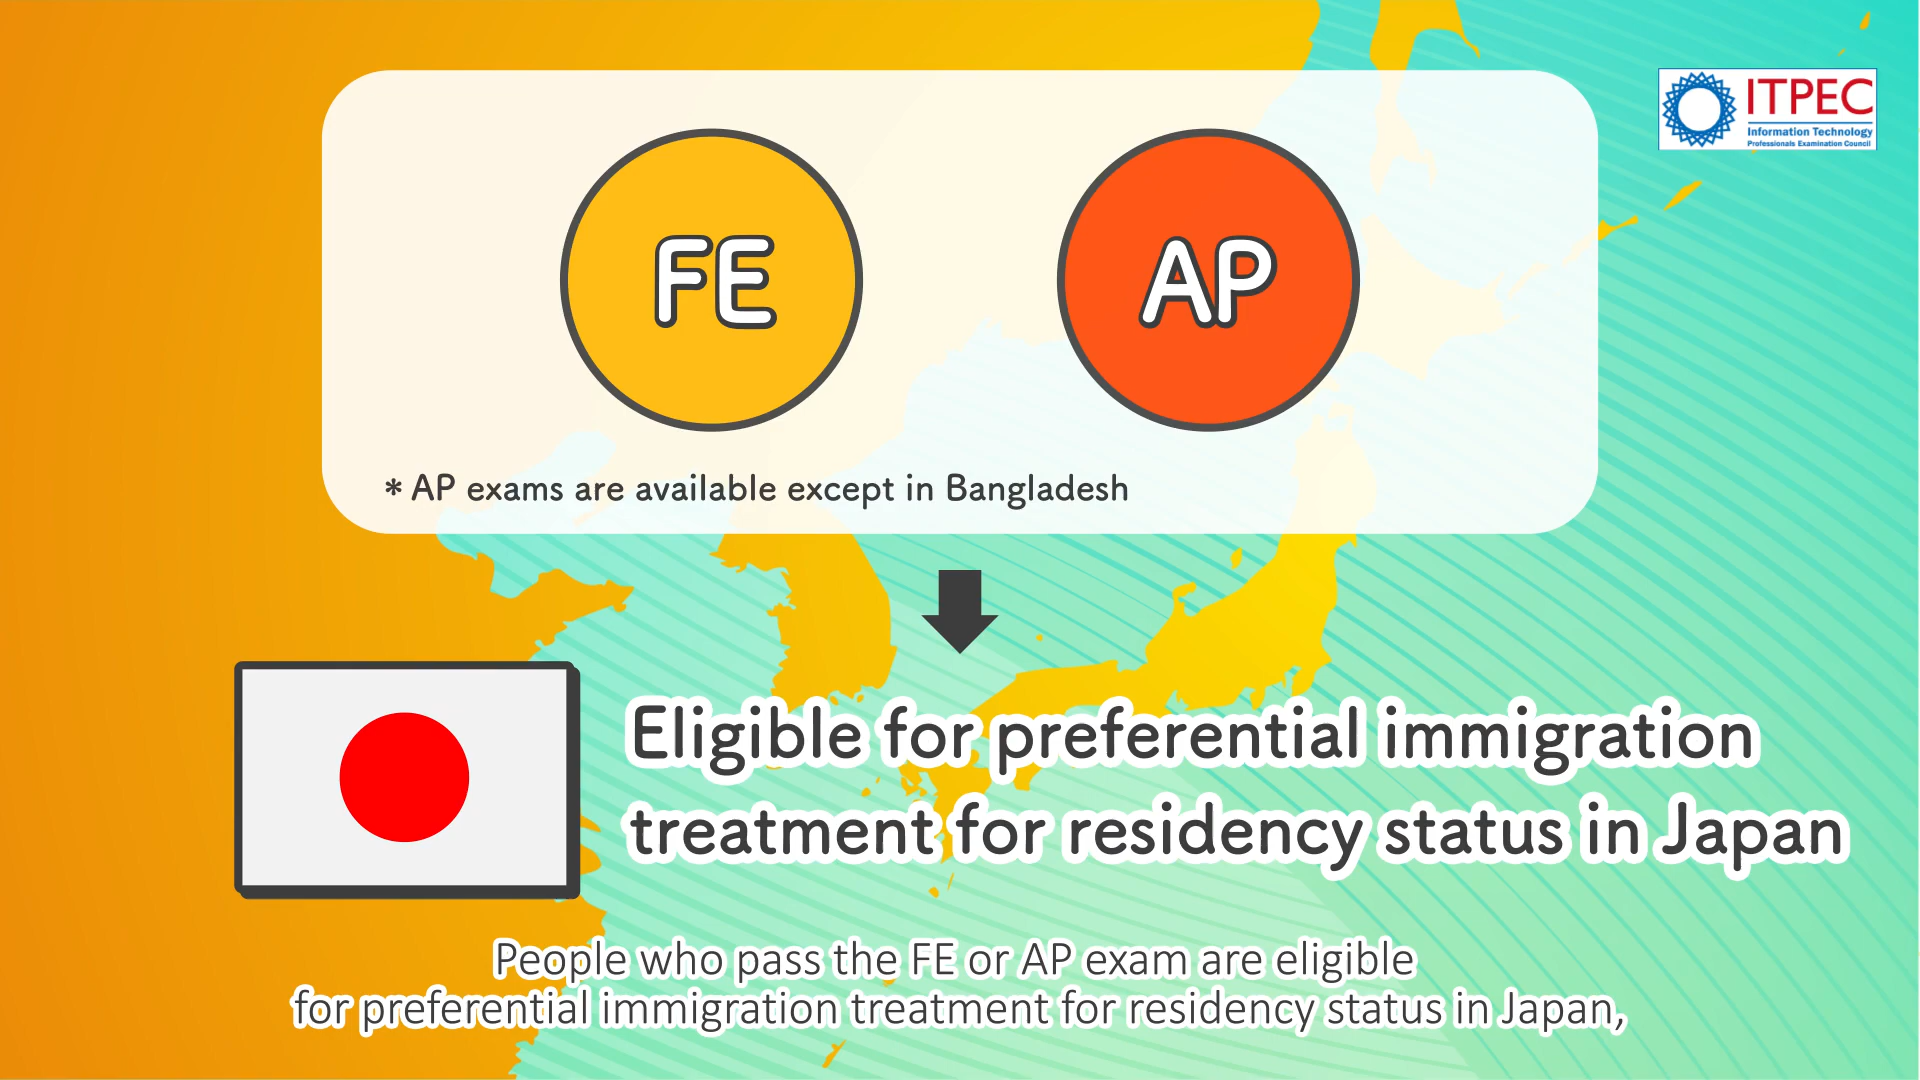 ITPEC
Information Technology
Professionals Examination Council
FE
AP
* AP exams are available except in Bangladesh
Eligible for preferential immigration
treatment for residency status in Japan
People who pass the FE or AP exam are eligible
for preferential immigration treatment for residency status in Japan,